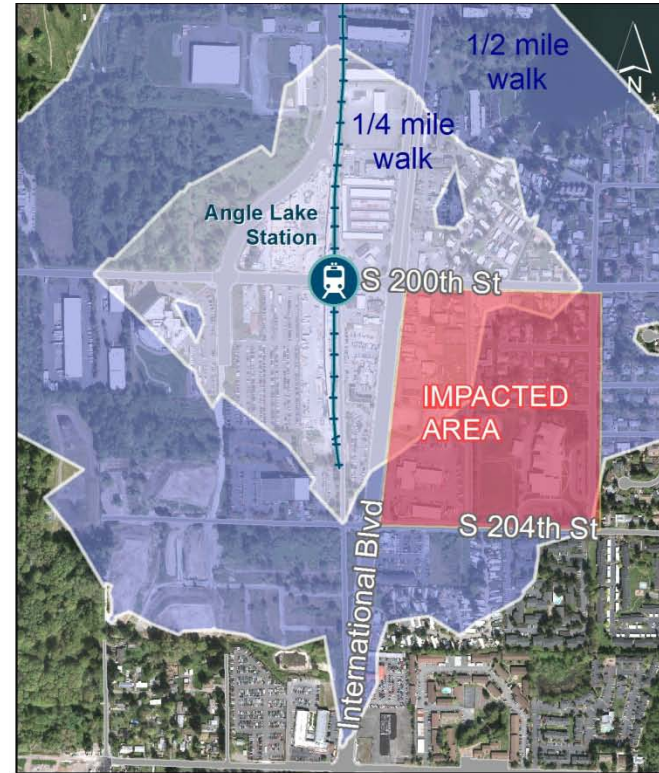 1/2 mile
walk
N
1/4 mile
walk
Angle Lake
Station
S 200th St
IMPACTED
AREA
S 204th St
International Blvd